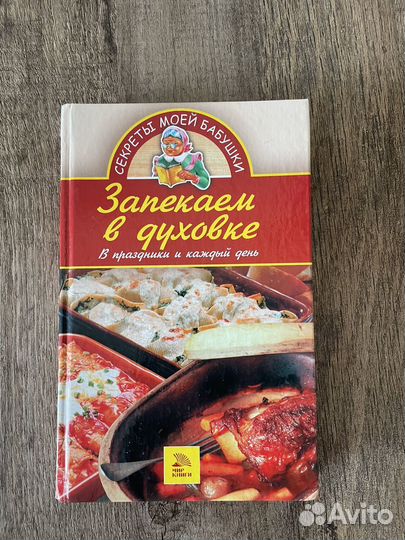 СЕКРЕТЫ МОЕЙ БАБУШКИ
Запекаем
в духовке
В праздники и каждый день
МИР
КНИГИ
Avito